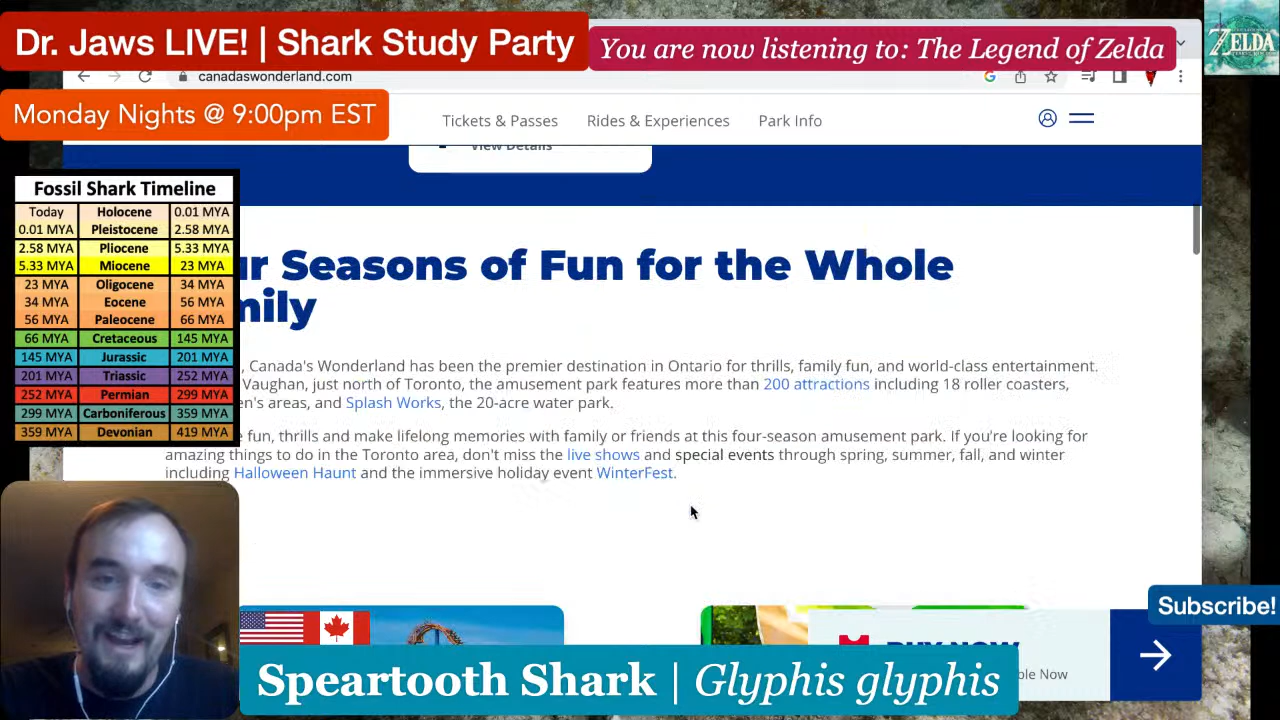 Dr. Jaws LIVE! | Shark Study Party
You are now listening to: The Legend of Zelda
ZELDA
canadaswonderland.com
Monday Nights @ 9:00pm EST
Tickets & Passes
Rides & Experiences
Park Info
View Details
Fossil Shark Timeline
Today Holocene 0.01 MYA
0.01 MYA Pleistocene 2.58 MYA
2.58 MYA Pliocene 5.33 MYA
5.33 MYA Miocene 23 MYA
23 MYA Oligocene 34 MYA
34 MYA Eocene 56 MYA
56 MYA Paleocene 66 MYA
66 MYA Cretaceous 145 MYA
145 MYA Jurassic 201 MYA
201 MYA Triassic 252 MYA
252 MYA Permian 299 MYA
299 MYA Carboniferous 359 MYA
359 MYA Devonian 419 MYA
ur Seasons of Fun for the Whole
mily
, Canada's Wonderland has been the premier destination in Ontario for thrills, family fun, and world-class entertainment.
Vaughan, just north of Toronto, the amusement park features more than 200 attractions including 18 roller coasters,
en's areas, and Splash Works, the 20-acre water park.
e fun, thrills and make lifelong memories with family or friends at this four-season amusement park. If you're looking for
amazing things to do in the Toronto area, don't miss the live shows and special events through spring, summer, fall, and winter
including Halloween Haunt and the immersive holiday event WinterFest.
Subscribe!
BUY NOW
ble Now
Speartooth Shark | Glyphis glyphis